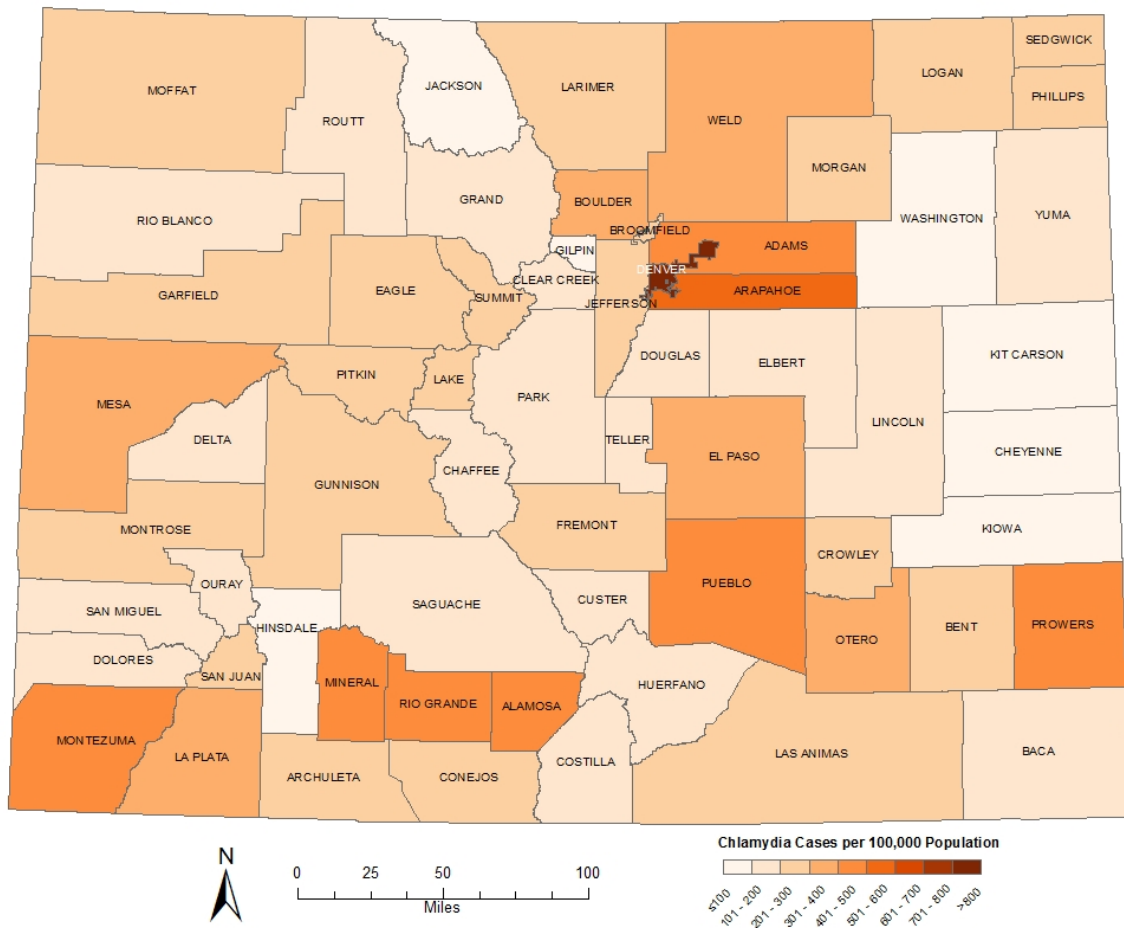 SEDGWICK
LOGAN
MOFFAT
JACKSON
LARIMER
PHILLIPS
ROUTT
WELD
MORGAN
GRAND
BOULDER
RIO BLANCO
WASHINGTON
YUMA
BROOMFIELD
GILPIN
ADAMS
DENVER
CLEAR CREEK
GARFIELD
EAGLE
SUMMIT
JEFFERSON
ARAPAHOE
DOUGLAS
ELBERT
KIT CARSON
PITKIN
LAKE
PARK
MESA
LINCOLN
DELTA
TELLER
CHEYENNE
EL PASO
CHAFFEE
GUNNISON
FREMONT
MONTROSE
KIOWA
CROWLEY
OURAY
PUEBLO
SAGUACHE
CUSTER
SAN MIGUEL
HINSDALE
OTERO
BENT
PROWERS
DOLORES
SAN JUAN
MINERAL
HUERFANO
RIO GRANDE
ALAMOSA
MONTEZUMA
LA PLATA
LAS ANIMAS
BACA
COSTILLA
ARCHULETA
CONEJOS
N
0 25 50 100
Miles
Chlamydia Cases per 100,000 Population
≤100
101 - 200
201 - 300
301 - 400
401 - 500
501 - 600
601 - 700
701 - 800
>800